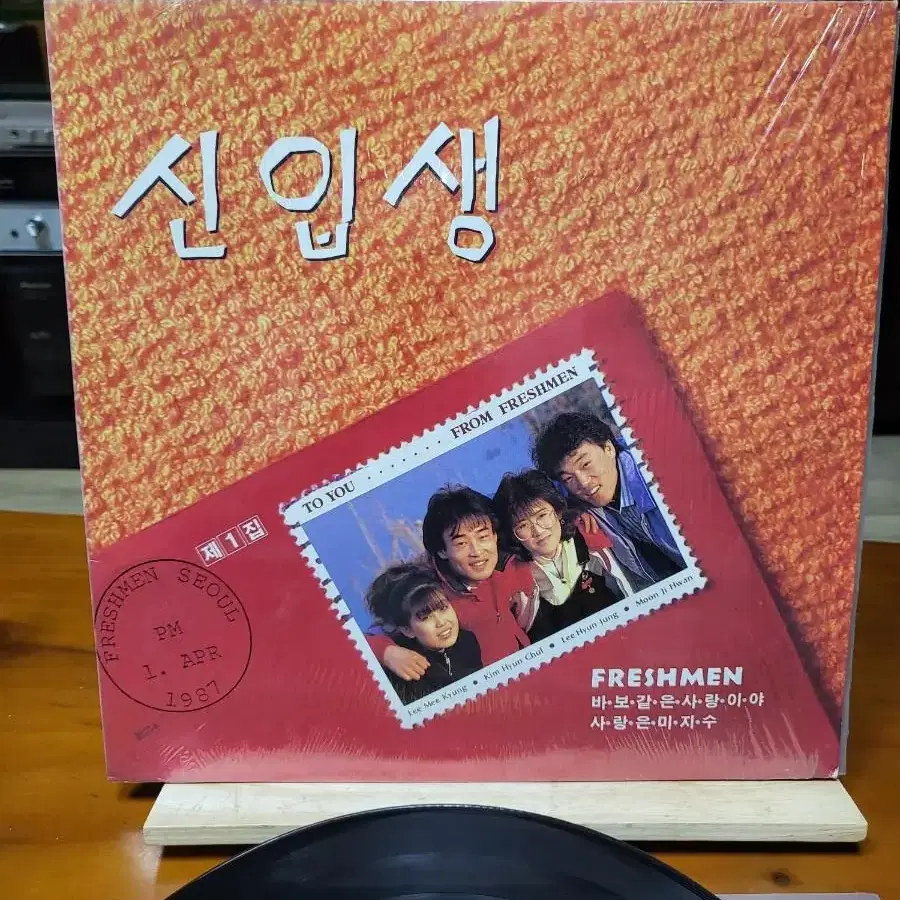 신입생
TO YOU ....... FROM FRESHMEN
제1집
FRESHMEN SEOUL
PM
1. APR
1987
Lee Mee Kyung • Kim Hyun Chul • Lee Hyun Jung • Moon Ji Hwan
FRESHMEN
바•보•같•은•사•랑•이•야
사•랑•은•미•지•수